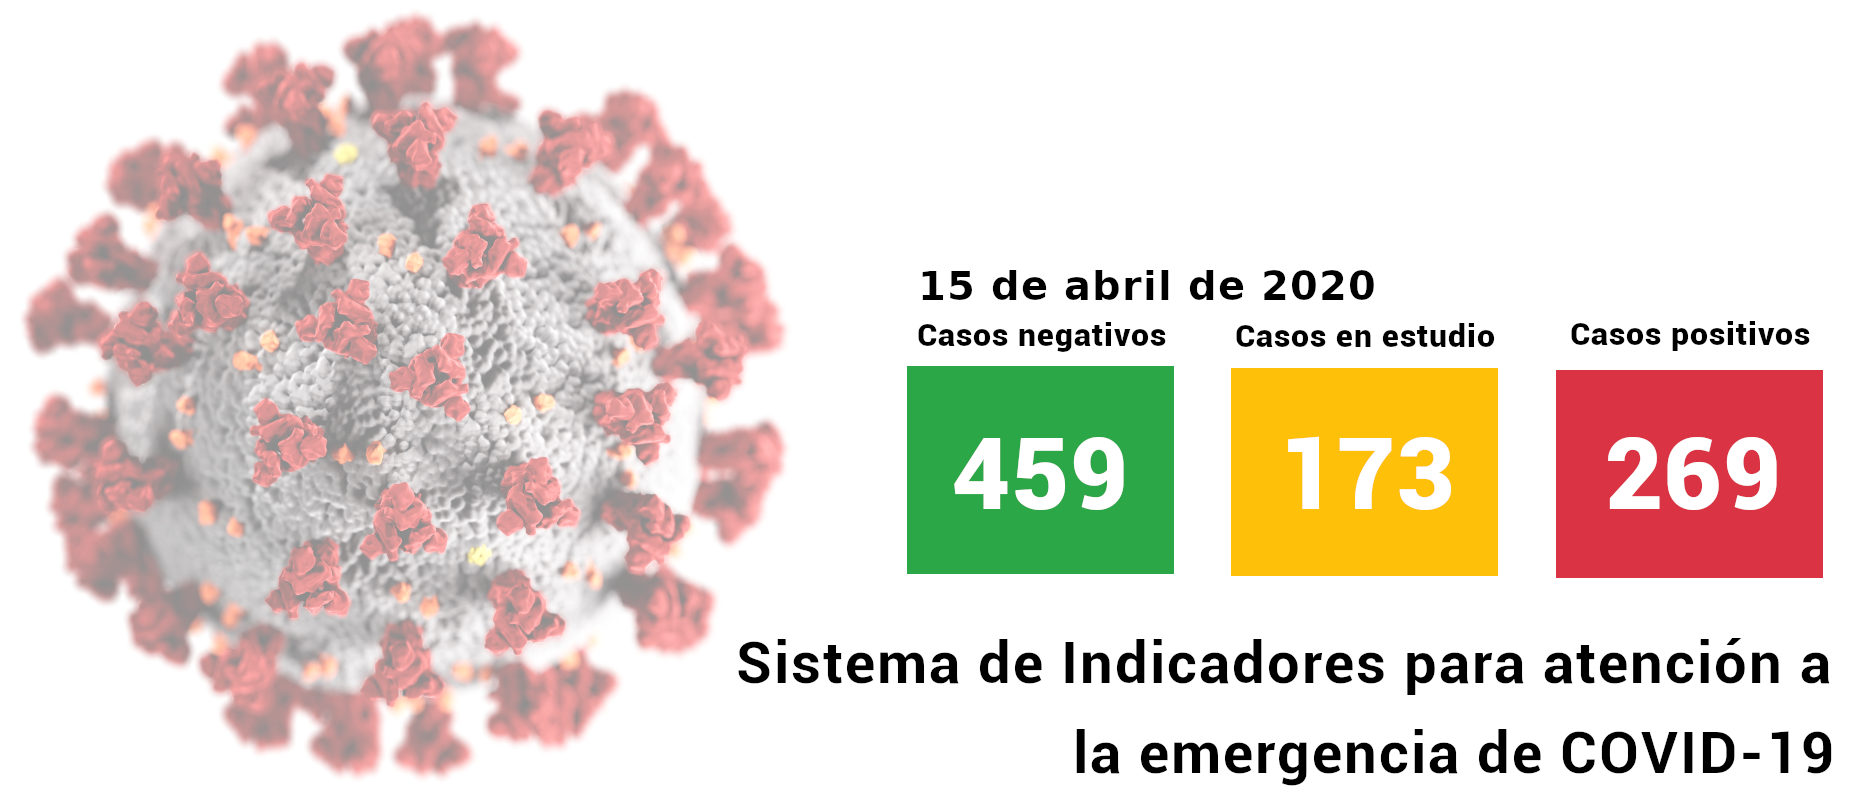 15 de abril de 2020
Casos negativos
Casos en estudio
Casos positivos
459
173
269
Sistema de Indicadores para atención a
la emergencia de COVID-19